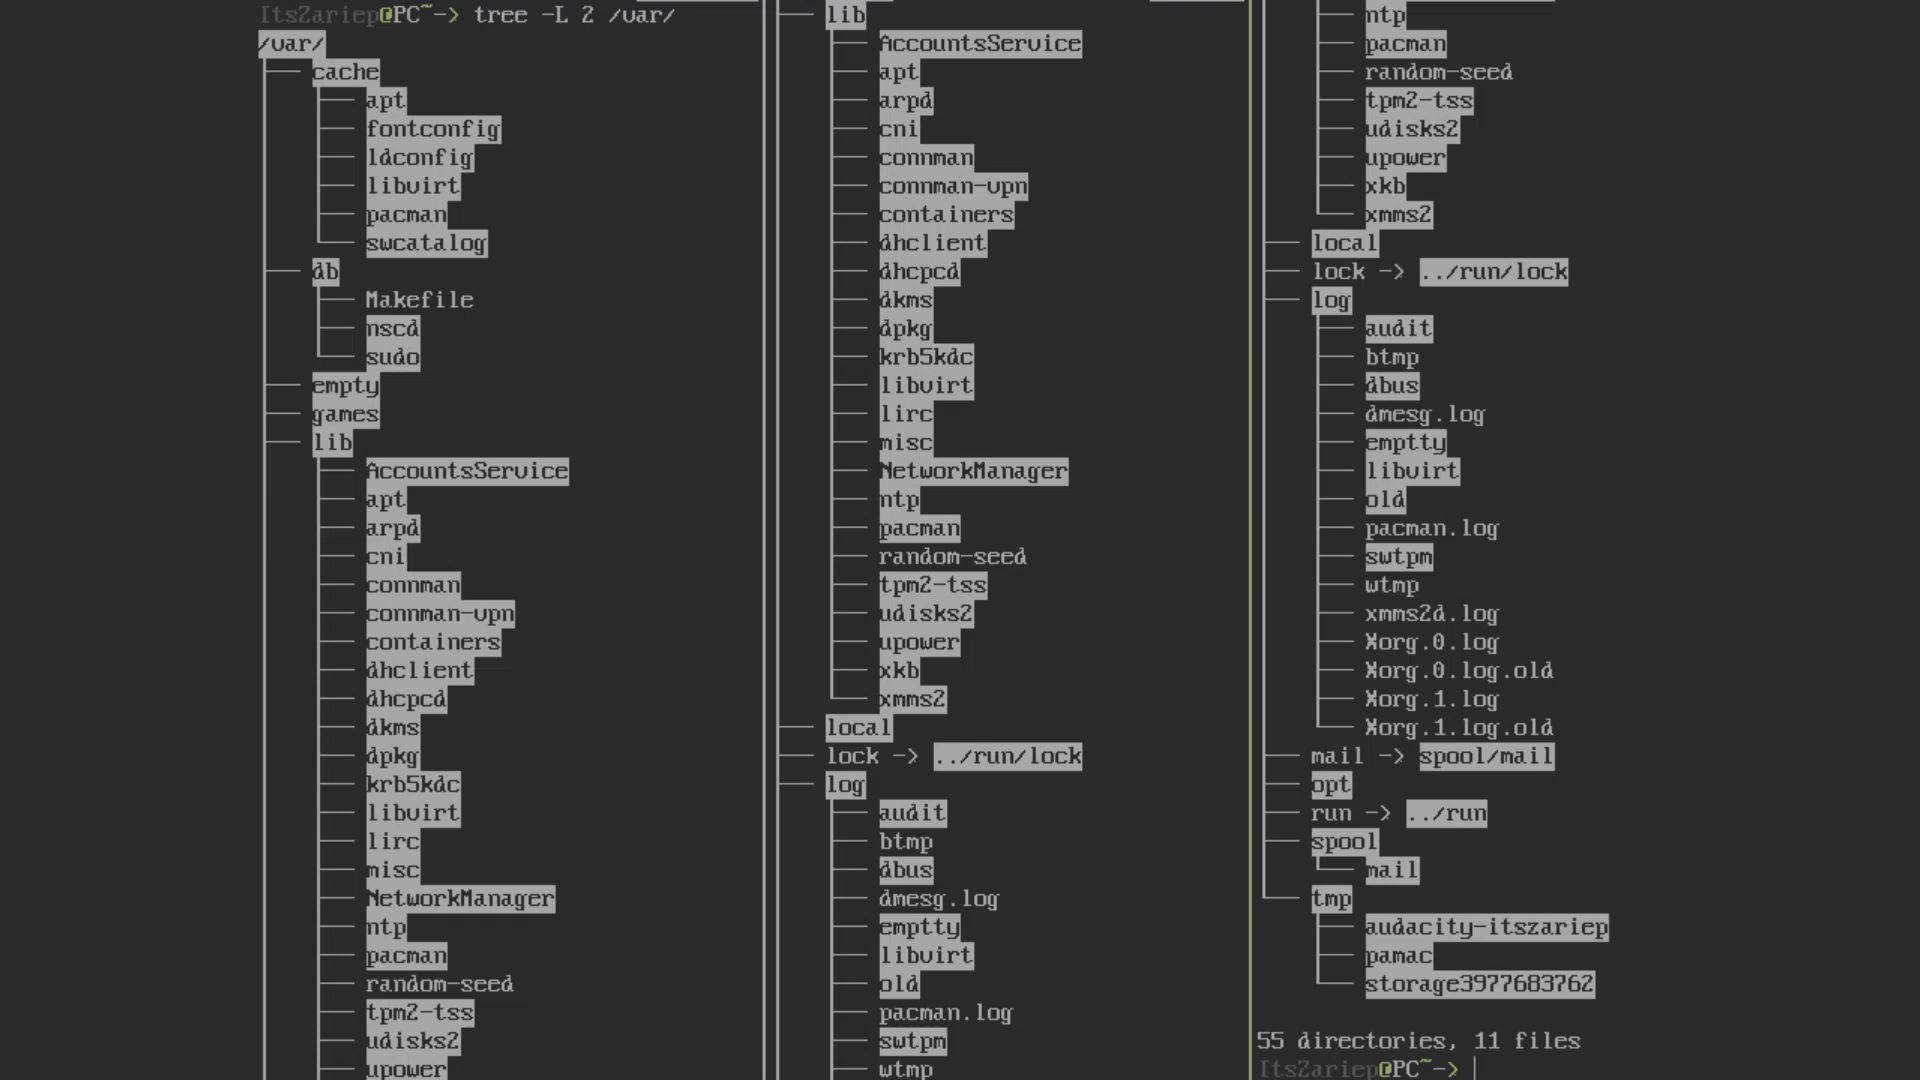 ItsZariep@PC~-> tree -L 2 /var/
/var/
cache
apt
fontconfig
ldconfig
libvirt
pacman
swcatalog
db
Makefile
nscd
sudo
empty
games
lib
AccountsService
apt
arpd
cni
connman
connman-vpn
containers
dhclient
dhcpcd
dkms
dpkg
krb5kdc
libvirt
lirc
misc
NetworkManager
ntp
pacman
random-seed
tpm2-tss
udisks2
upower
lib
AccountsService
apt
arpd
cni
connman
connman-vpn
containers
dhclient
dhcpcd
dkms
dpkg
krb5kdc
libvirt
lirc
misc
NetworkManager
ntp
pacman
random-seed
tpm2-tss
udisks2
upower
xkb
xmms2
local
lock -> ../run/lock
log
audit
btmp
dbus
dmesg.log
emptty
libvirt
old
pacman.log
swtpm
wtmp
ntp
pacman
random-seed
tpm2-tss
udisks2
upower
xkb
xmms2
local
lock -> ../run/lock
log
audit
btmp
dbus
dmesg.log
emptty
libvirt
old
pacman.log
swtpm
wtmp
xmms2d.log
Xorg.0.log
Xorg.0.log.old
Xorg.1.log
Xorg.1.log.old
mail -> spool/mail
opt
run -> ../run
spool
mail
tmp
audacity-itszariep
pamac
storage3977683762
55 directories, 11 files
ItsZariep@PC~->